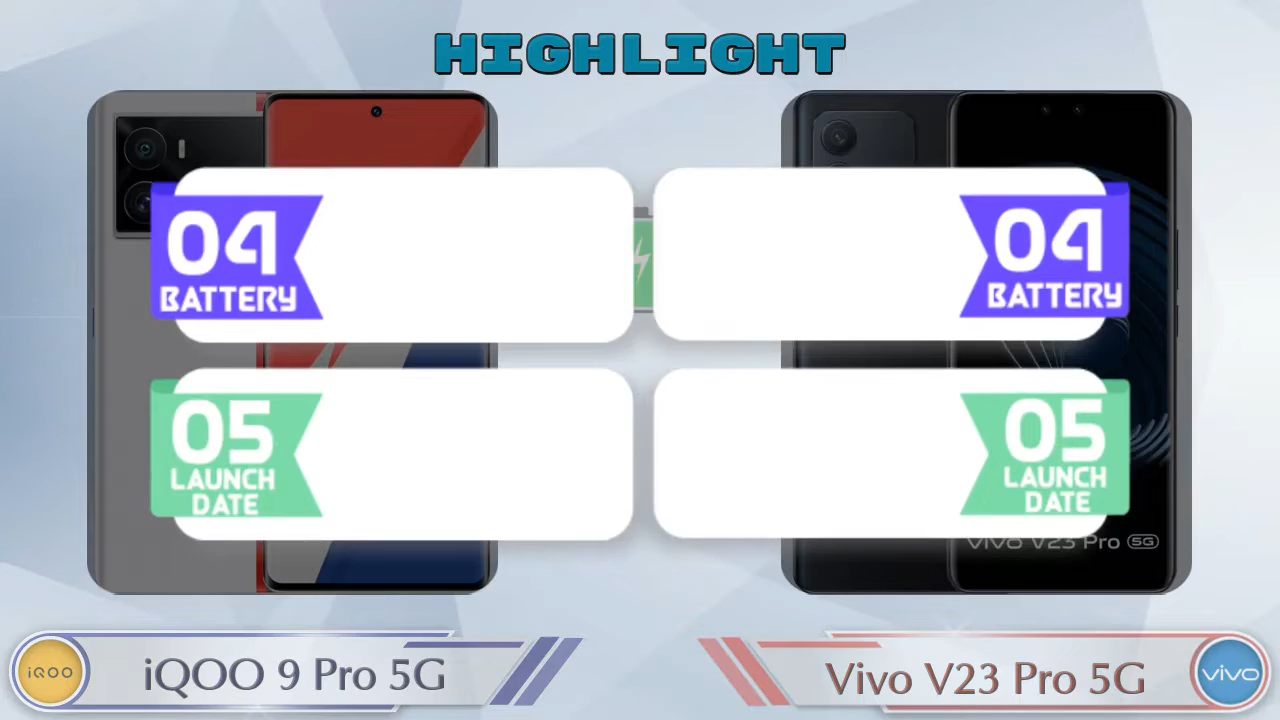 HIGHLIGHT
04
BATTERY
04
BATTERY
05
LAUNCH
DATE
05
LAUNCH
DATE
vivo V23 Pro 5G
iQOO
iQOO 9 Pro 5G
Vivo V23 Pro 5G
vivo